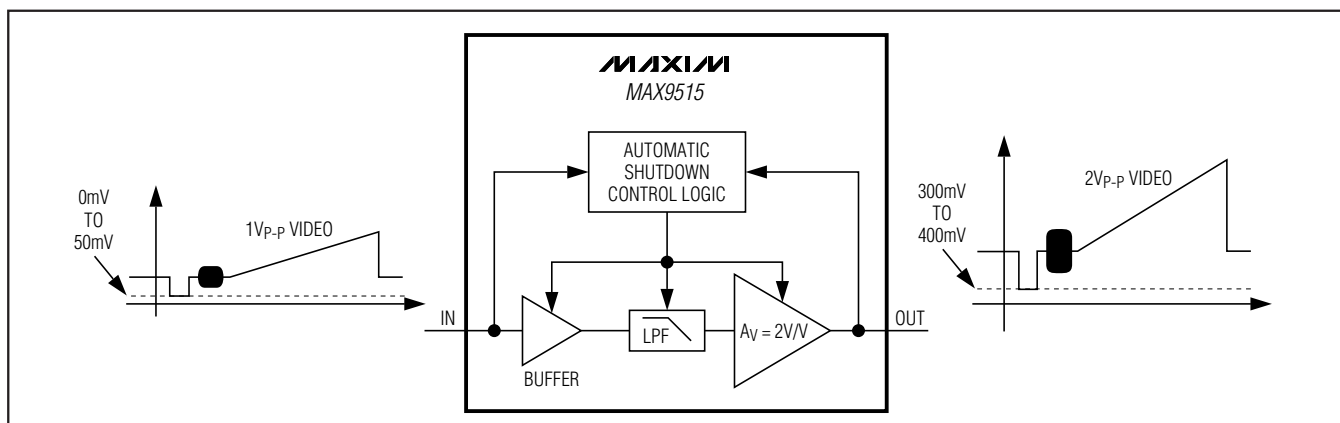 MAXIM
MAX9515
AUTOMATIC
SHUTDOWN
CONTROL LOGIC
0mV
TO
50mV
1VP-P VIDEO
IN
BUFFER
LPF
AV = 2V/V
OUT
300mV
TO
400mV
2VP-P VIDEO